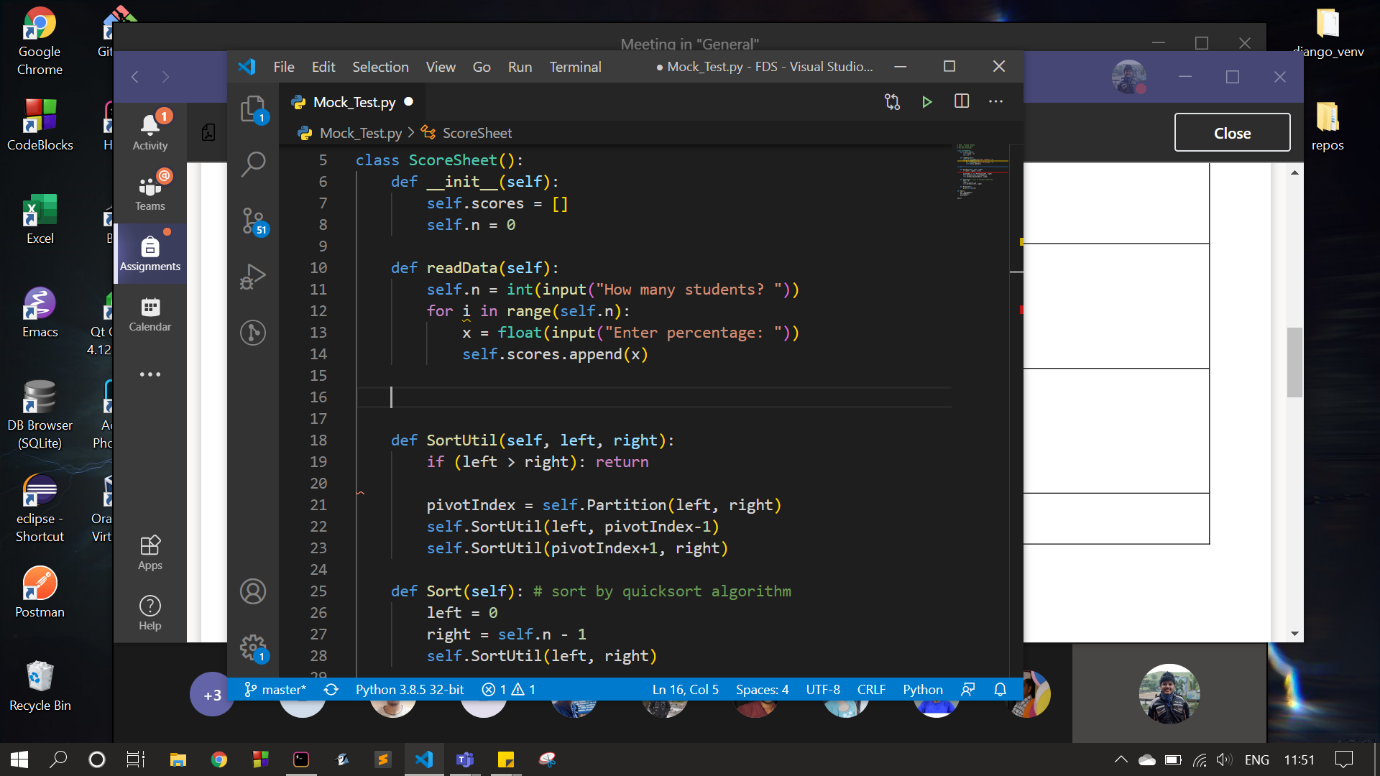 Google
Chrome
CodeBlocks
Excel
Emacs
Qt
4.12
DB Browser
(SQLite)
eclipse -
Shortcut
Postman
Recycle Bin
Meeting in "General"
django_venv
repos
Close
1
Activity
@
Teams
Assignments
Calendar
Apps
Help
+3
File Edit Selection View Go Run Terminal
● Mock_Test.py - FDS - Visual Studio...
Mock_Test.py
Mock_Test.py > ScoreSheet
1
51
1
5 class ScoreSheet():
6 def __init__(self):
7 self.scores = []
8 self.n = 0
9
10 def readData(self):
11 self.n = int(input("How many students? "))
12 for i in range(self.n):
13 x = float(input("Enter percentage: "))
14 self.scores.append(x)
15
16
17
18 def SortUtil(self, left, right):
19 if (left > right): return
20
21 pivotIndex = self.Partition(left, right)
22 self.SortUtil(left, pivotIndex-1)
23 self.SortUtil(pivotIndex+1, right)
24
25 def Sort(self): # sort by quicksort algorithm
26 left = 0
27 right = self.n - 1
28 self.SortUtil(left, right)
29
master* Python 3.8.5 32-bit 1 1 Ln 16, Col 5 Spaces: 4 UTF-8 CRLF Python
ENG 11:51